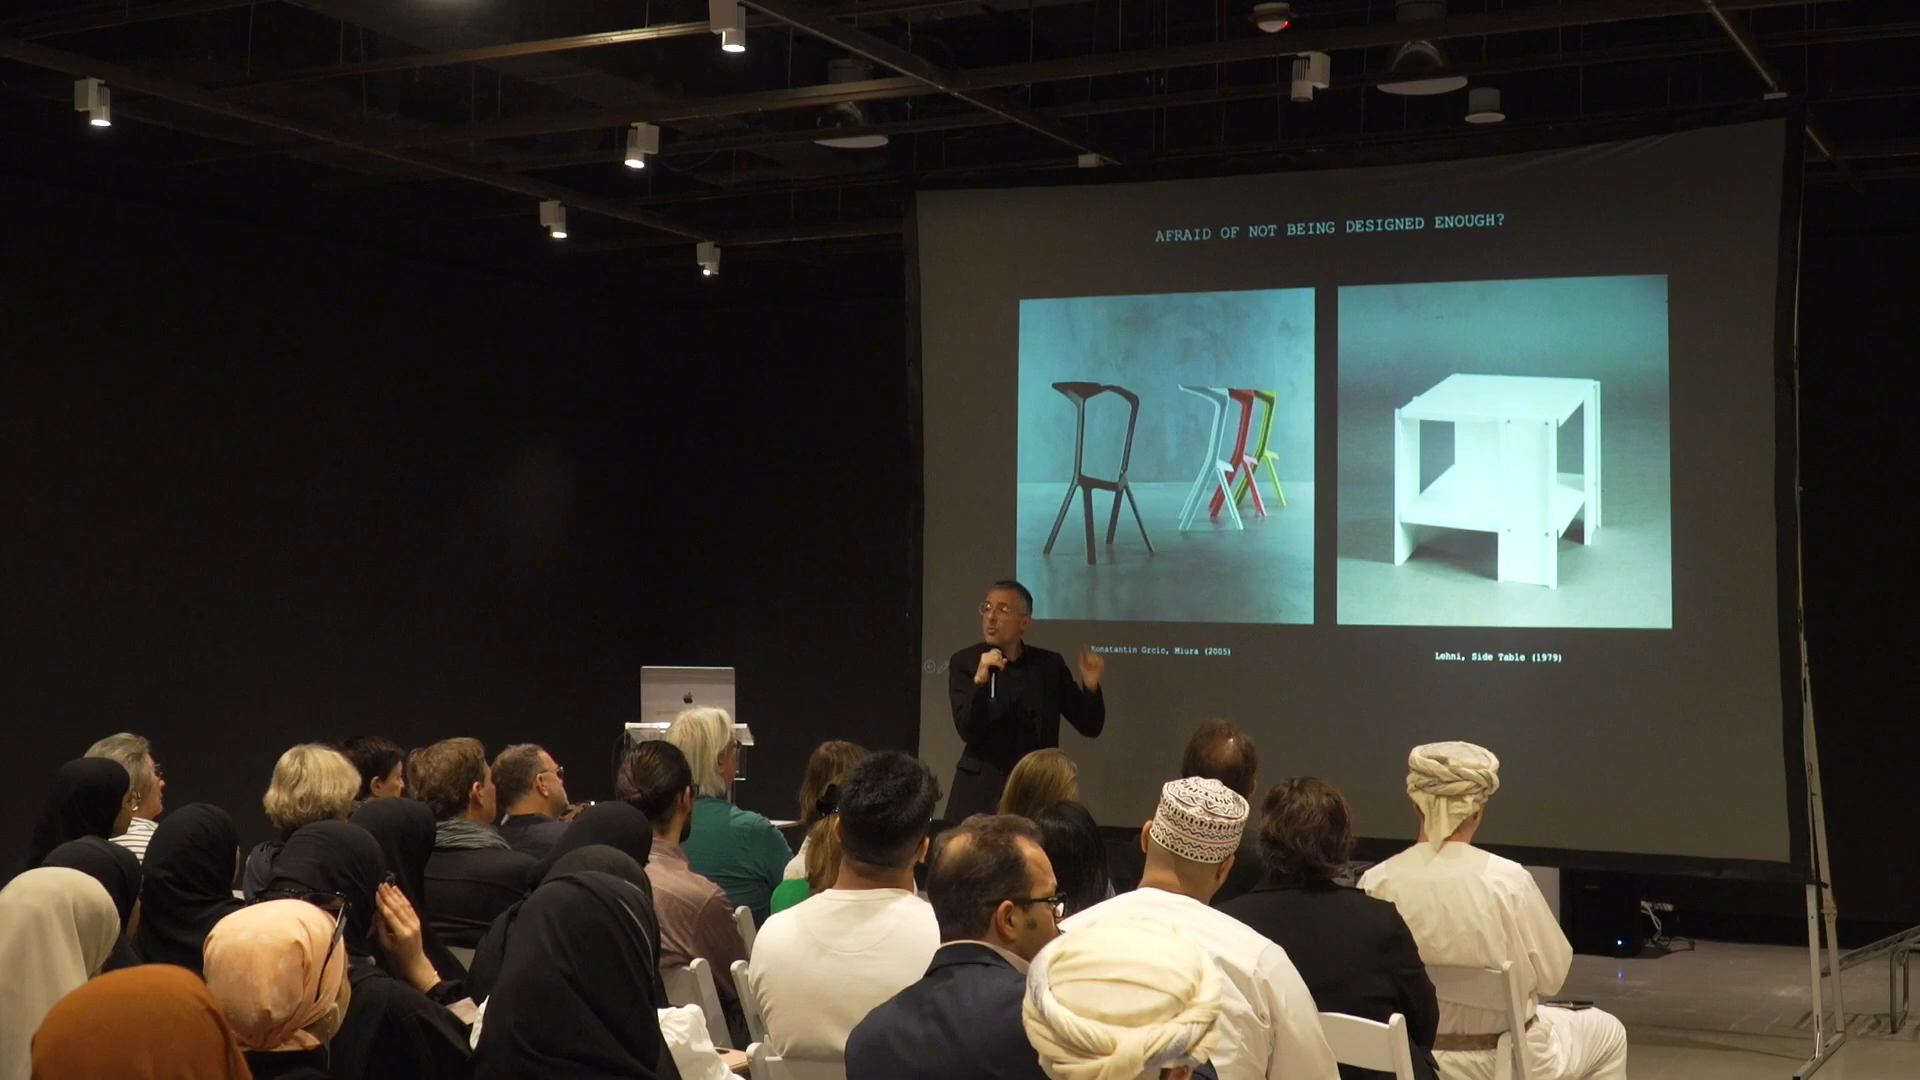 AFRAID OF NOT BEING DESIGNED ENOUGH?
Konstantin Grcic, Miura (2005)
Lehni, Side Table (1979)